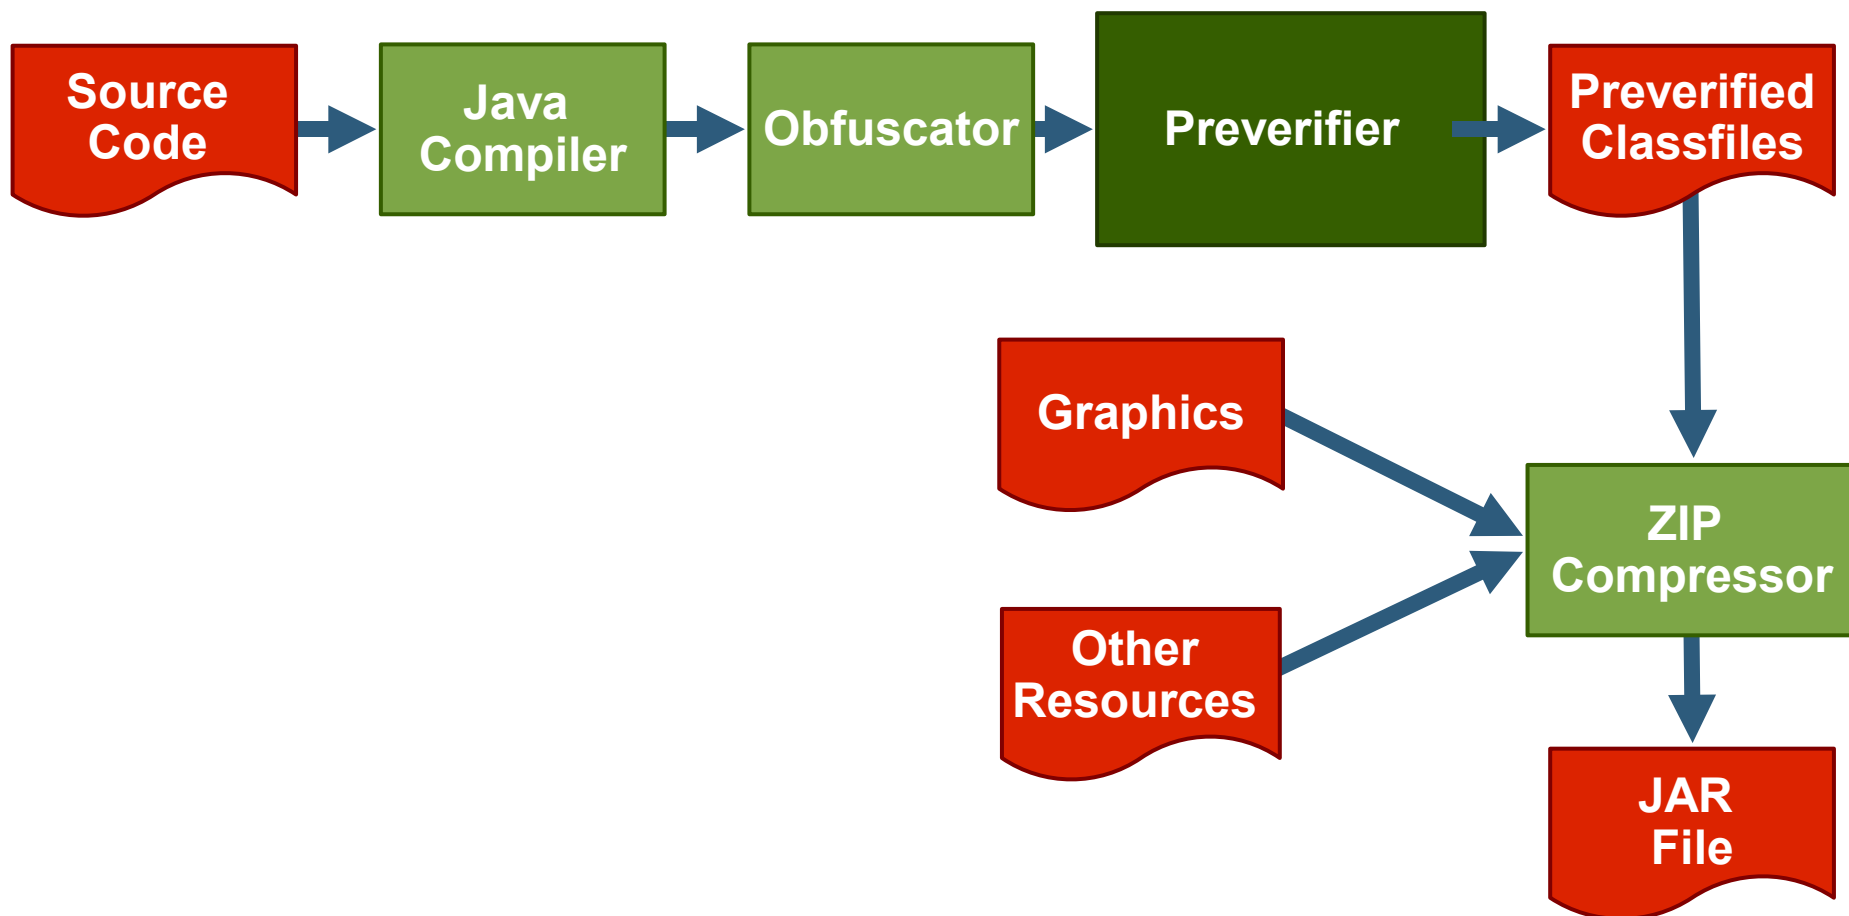 Source
Code
Java
Compiler
Obfuscator
Preverifier
Preverified
Classfiles
Graphics
Other
Resources
ZIP
Compressor
JAR
File